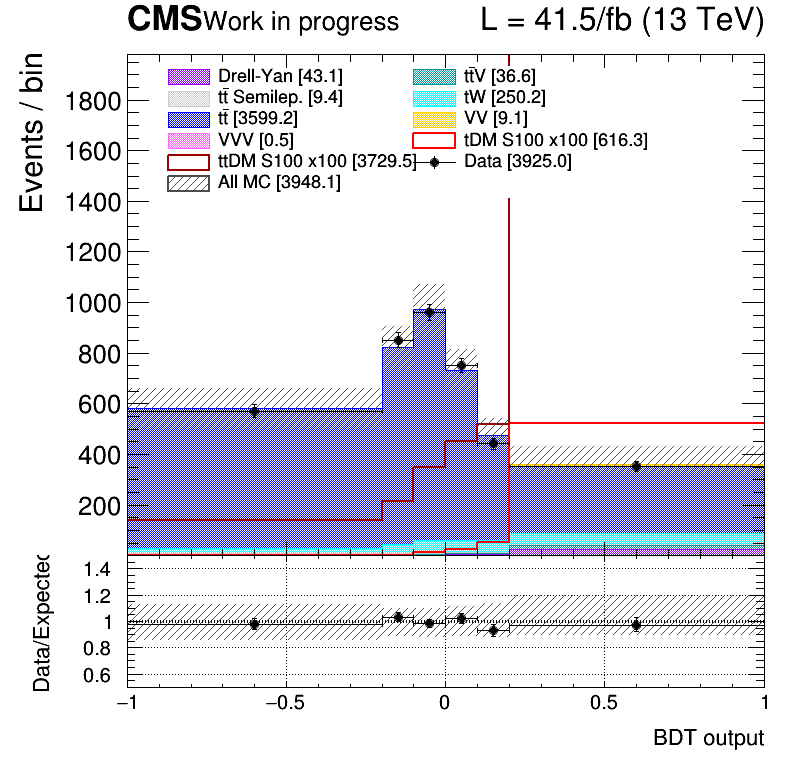 CMS Work in progress L = 41.5/fb (13 TeV)
Events / bin
Drell-Yan [43.1] tt̄V [36.6]
tt̄ Semilep. [9.4] tW [250.2]
tt̄ [3599.2] VV [9.1]
VVV [0.5] tDM S100 x100 [616.3]
ttDM S100 x100 [3729.5] Data [3925.0]
All MC [3948.1]
1800
1600
1400
1200
1000
800
600
400
200
Data/Expected
1.4
1.2
1
0.8
0.6
−1 −0.5 0 0.5 1
BDT output